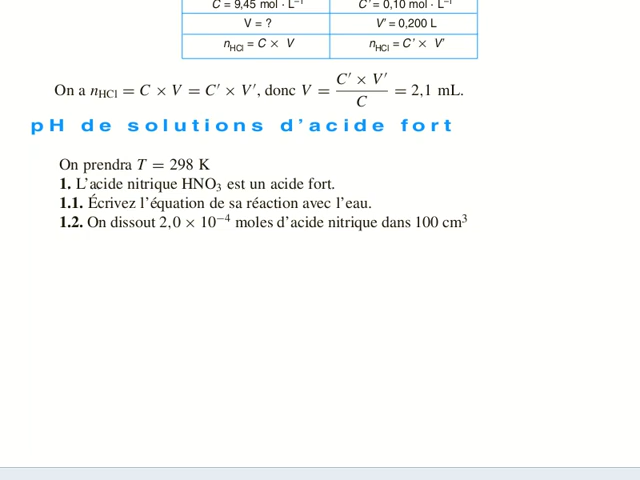 C = 9,45 mol · L⁻¹ C' = 0,10 mol · L⁻¹
V = ? V' = 0,200 L
n_HCl = C × V n_HCl = C' × V'
On a n_HCl = C × V = C' × V', donc V = (C' × V') / C = 2,1 mL.
pH de solutions d'acide fort
On prendra T = 298 K
1. L'acide nitrique HNO₃ est un acide fort.
1.1. Écrivez l'équation de sa réaction avec l'eau.
1.2. On dissout 2,0 × 10⁻⁴ moles d'acide nitrique dans 100 cm³